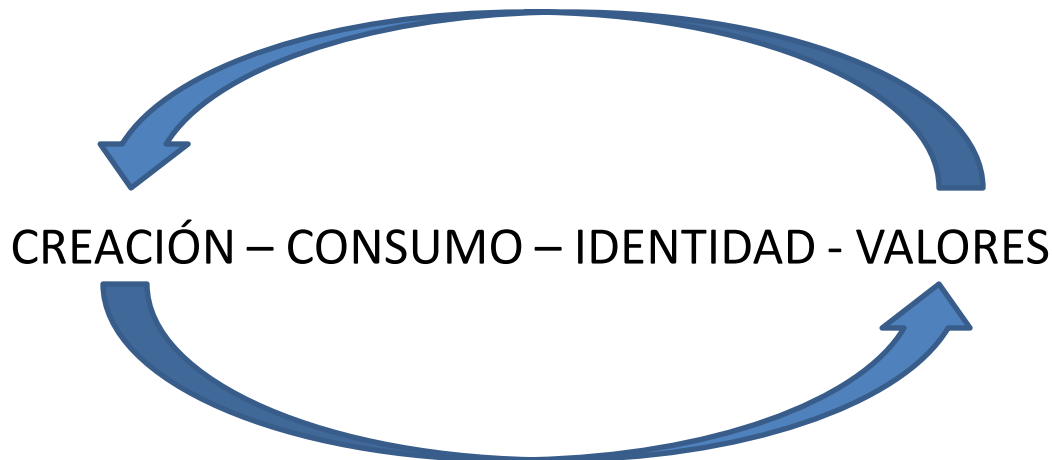 CREACIÓN – CONSUMO – IDENTIDAD - VALORES